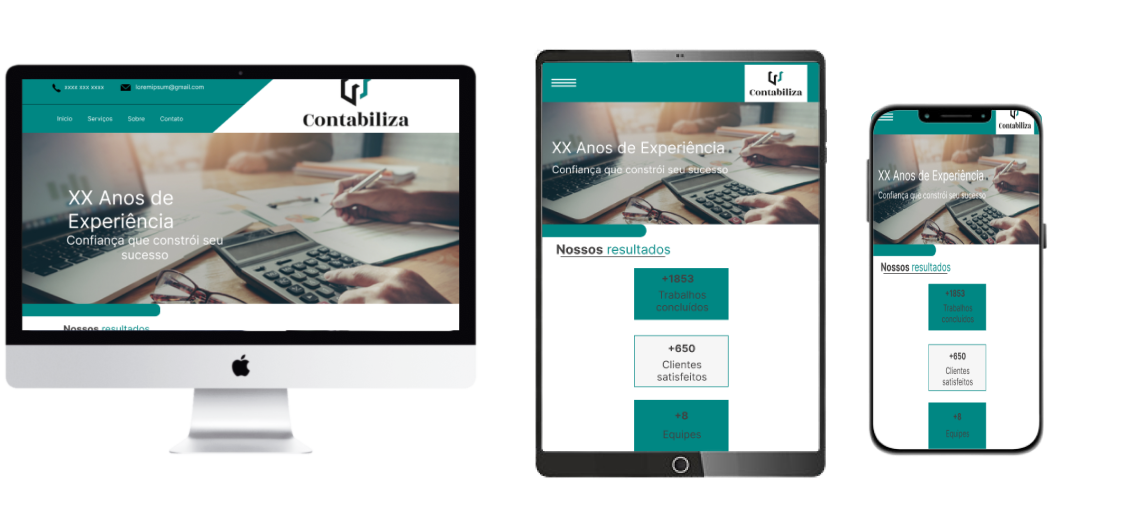 xxxx xxx xxxx
loremipsum@gmail.com
Inicio
Serviços
Sobre
Contato
Contabiliza
XX Anos de
Experiência
Confiança que constrói seu
sucesso
Nossos resultados
Contabiliza
XX Anos de Experiência
Confiança que constrói seu sucesso
Nossos resultados
+1853
Trabalhos
concluidos
+650
Clientes
satisfeitos
+8
Equipes
Contabiliza
XX Anos de Experiência
Confiança que constrói seu sucesso
Nossos resultados
+1853
Trabalhos
concluidos
+650
Clientes
satisfeitos
+8
Equipes